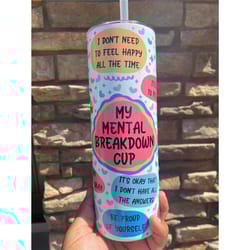 I DON'T NEED
TO FEEL HAPPY
ALL THE TIME
MY
MENTAL
BREAKDOWN
CUP
IT'S OKAY THAT
I DON'T HAVE ALL
THE ANSWERS
BE PROUD
OF YOURSELF